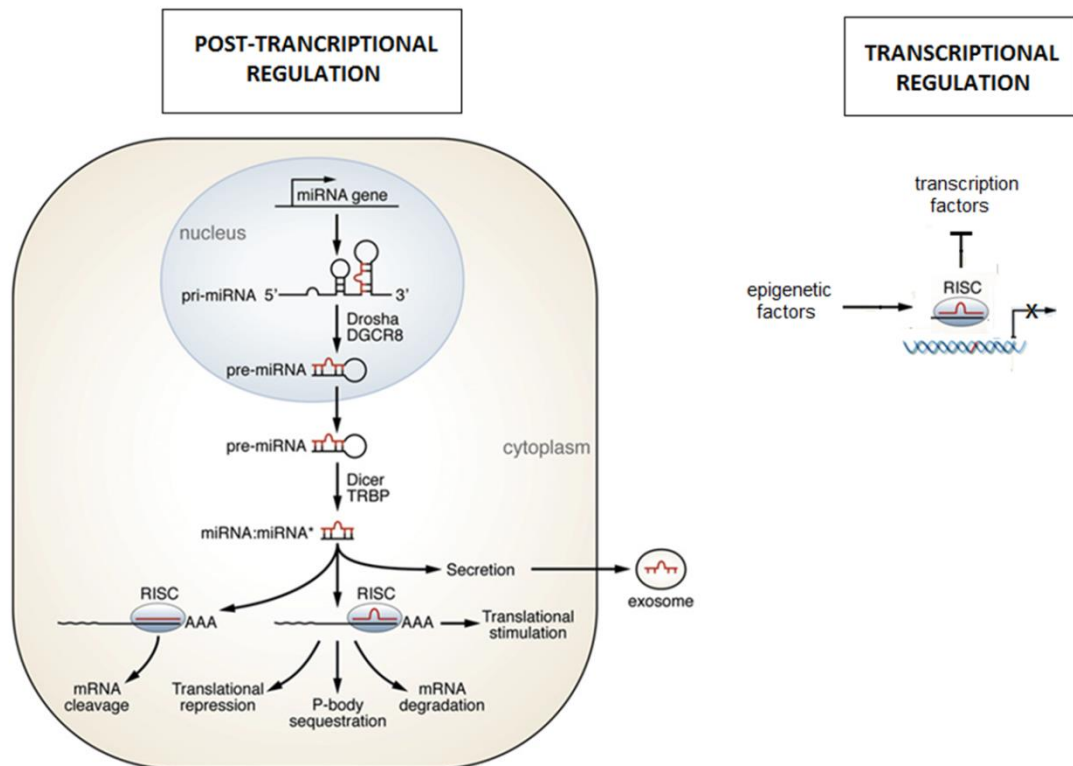 POST-TRANCRIPTIONAL
REGULATION
TRANSCRIPTIONAL
REGULATION
miRNA gene
nucleus
pri-miRNA 5’
3’
Drosha
DGCR8
pre-miRNA
pre-miRNA
cytoplasm
Dicer
TRBP
miRNA:miRNA*
Secretion
exosome
RISC
AAA
RISC
AAA
Translational
stimulation
mRNA
cleavage
Translational
repression
P-body
sequestration
mRNA
degradation
transcription
factors
epigenetic
factors
RISC
X